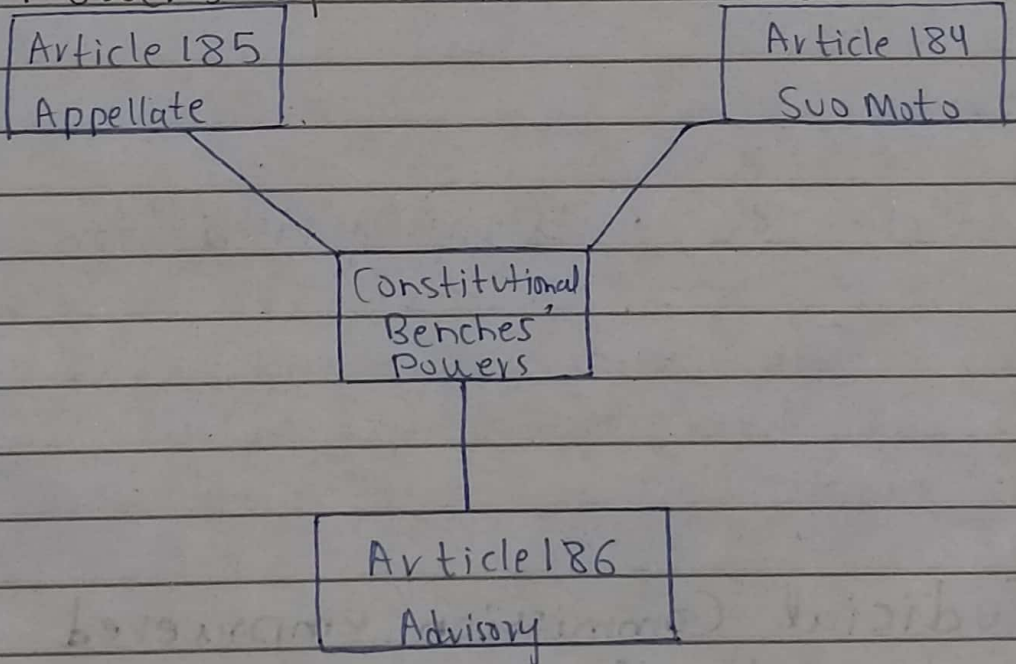 Article 185
Appellate
Article 184
Suo Moto
Constitutional
Benches'
Powers
Article 186
Advisory